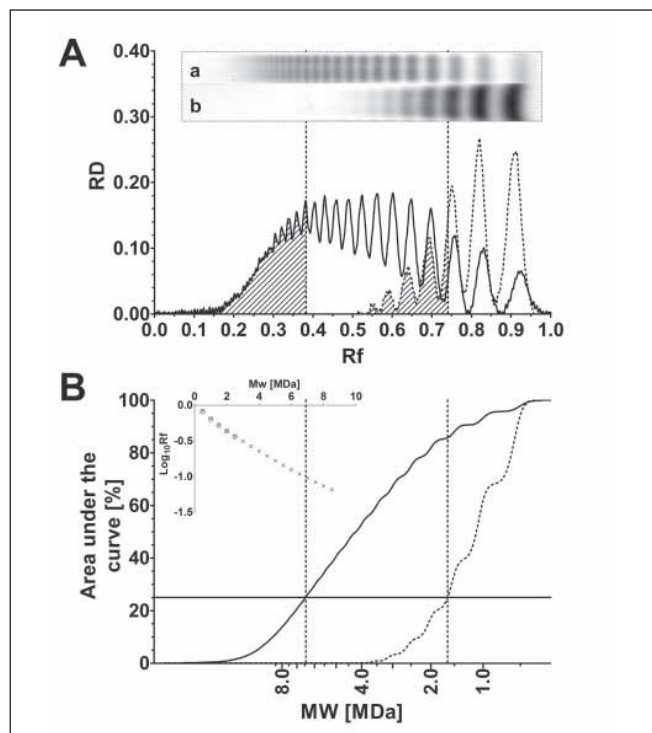 A
0.40
0.30
0.20
0.10
0.00
RD
a
b
0.0 0.1 0.2 0.3 0.4 0.5 0.6 0.7 0.8 0.9 1.0
Rf
B
100
80
60
40
20
0
Area under the
curve [%]
Mw [MDa]
0 2 4 6 8 10
0.0
-0.5
-1.0
-1.5
Log10Rf
8.0 4.0 2.0 1.0
MW [MDa]